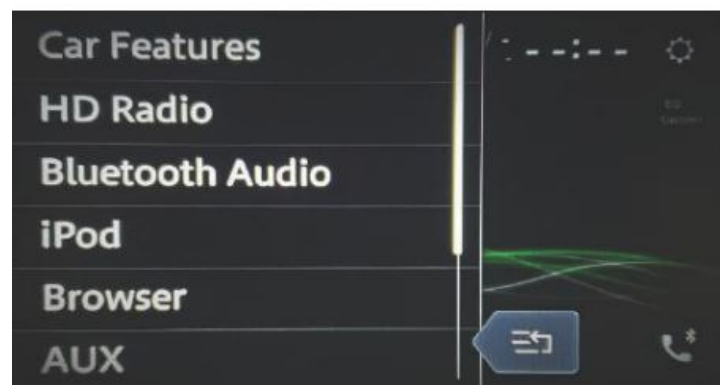 Car Features
--:--
HD Radio
Bluetooth Audio
iPod
Browser
AUX